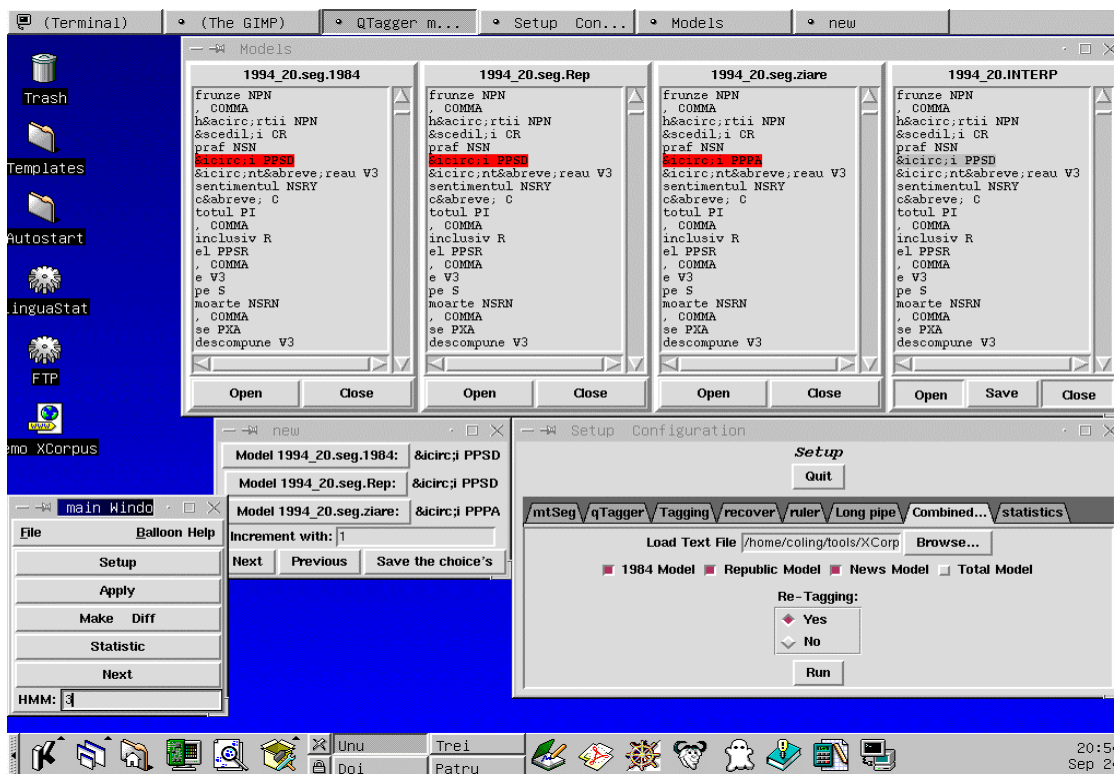 (Terminal)
(The GIMP)
QTagger m...
Setup Con...
Models
new
Trash
Templates
Autostart
LinguaStat
FTP
emo XCorpus
Models
1994_20.seg.1984
frunze NPN
, COMMA
h&acirc;rtii NPN
&scedil;i CR
praf NSN
&icirc;i PPSD
&icirc;nt&abreve;reau V3
sentimentul NSRY
c&abreve; C
totul PI
, COMMA
inclusiv R
el PPSR
, COMMA
e V3
pe S
moarte NSRN
, COMMA
se PXA
descompune V3
Open Close
1994_20.seg.Rep
frunze NPN
, COMMA
h&acirc;rtii NPN
&scedil;i CR
praf NSN
&icirc;i PPSD
&icirc;nt&abreve;reau V3
sentimentul NSRY
c&abreve; C
totul PI
, COMMA
inclusiv R
el PPSR
, COMMA
e V3
pe S
moarte NSRN
, COMMA
se PXA
descompune V3
Open Close
1994_20.seg.ziare
frunze NPN
, COMMA
h&acirc;rtii NPN
&scedil;i CR
praf NSN
&icirc;i PPPA
&icirc;nt&abreve;reau V3
sentimentul NSRY
c&abreve; C
totul PI
, COMMA
inclusiv R
el PPSR
, COMMA
e V3
pe S
moarte NSRN
, COMMA
se PXA
descompune V3
Open Close
1994_20.INTERP
frunze NPN
, COMMA
h&acirc;rtii NPN
&scedil;i CR
praf NSN
&icirc;i PPSD
&icirc;nt&abreve;reau V3
sentimentul NSRY
c&abreve; C
totul PI
, COMMA
inclusiv R
el PPSR
, COMMA
e V3
pe S
moarte NSRN
, COMMA
se PXA
descompune V3
Open Save Close
new
Model 1994_20.seg.1984: &icirc;i PPSD
Model 1994_20.seg.Rep: &icirc;i PPSD
Model 1994_20.seg.ziare: &icirc;i PPPA
Increment with: 1
Next Previous Save the choice's
main Windo
File Balloon Help
Setup
Apply
Make Diff
Statistic
Next
HMM: 3
Setup Configuration
Setup
Quit
mtSeg qTagger Tagging recover ruler Long pipe Combined... statistics
Load Text File /home/coling/tools/XCorp Browse...
1984 Model Republic Model News Model Total Model
Re-Tagging:
Yes
No
Run
Unu Trei
Doi Patru
20:54
Sep 2